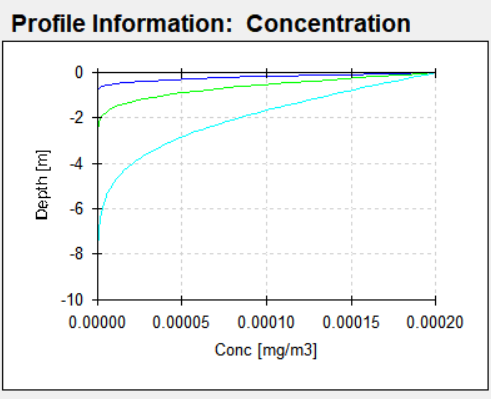 Profile Information:  Concentration
0
-2
-4
-6
-8
-10
Depth [m]
0.00000 0.00005 0.00010 0.00015 0.00020
Conc [mg/m3]